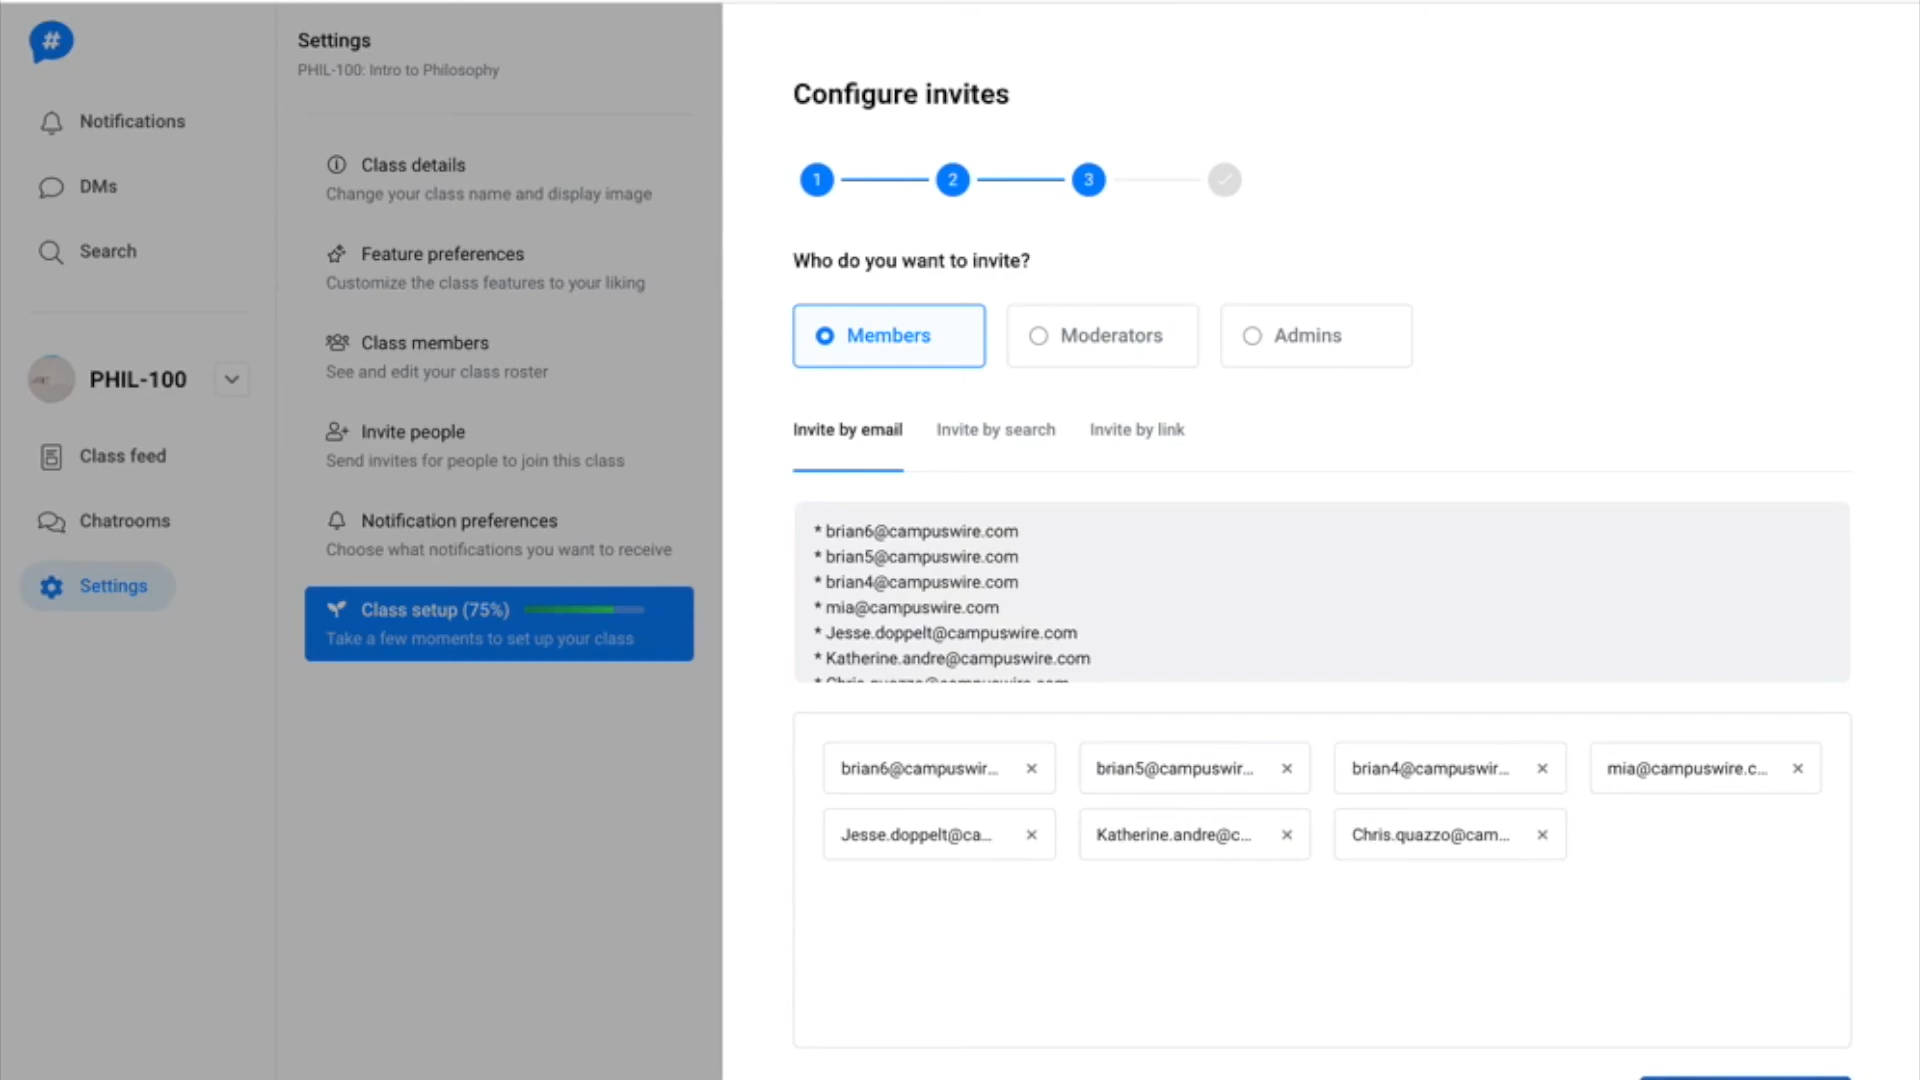 #
Notifications
DMs
Search
PHIL-100
Class feed
Chatrooms
Settings
Settings
PHIL-100: Intro to Philosophy
Class details
Change your class name and display image
Feature preferences
Customize the class features to your liking
Class members
See and edit your class roster
Invite people
Send invites for people to join this class
Notification preferences
Choose what notifications you want to receive
Class setup (75%)
Take a few moments to set up your class
Configure invites
1 2 3
Who do you want to invite?
Members Moderators Admins
Invite by email Invite by search Invite by link
* brian6@campuswire.com
* brian5@campuswire.com
* brian4@campuswire.com
* mia@campuswire.com
* Jesse.doppelt@campuswire.com
* Katherine.andre@campuswire.com
* Chris.quazzo@campuswire.com
brian6@campuswir... × brian5@campuswir... × brian4@campuswir... × mia@campuswire.c... ×
Jesse.doppelt@ca... × Katherine.andre@c... × Chris.quazzo@cam... ×